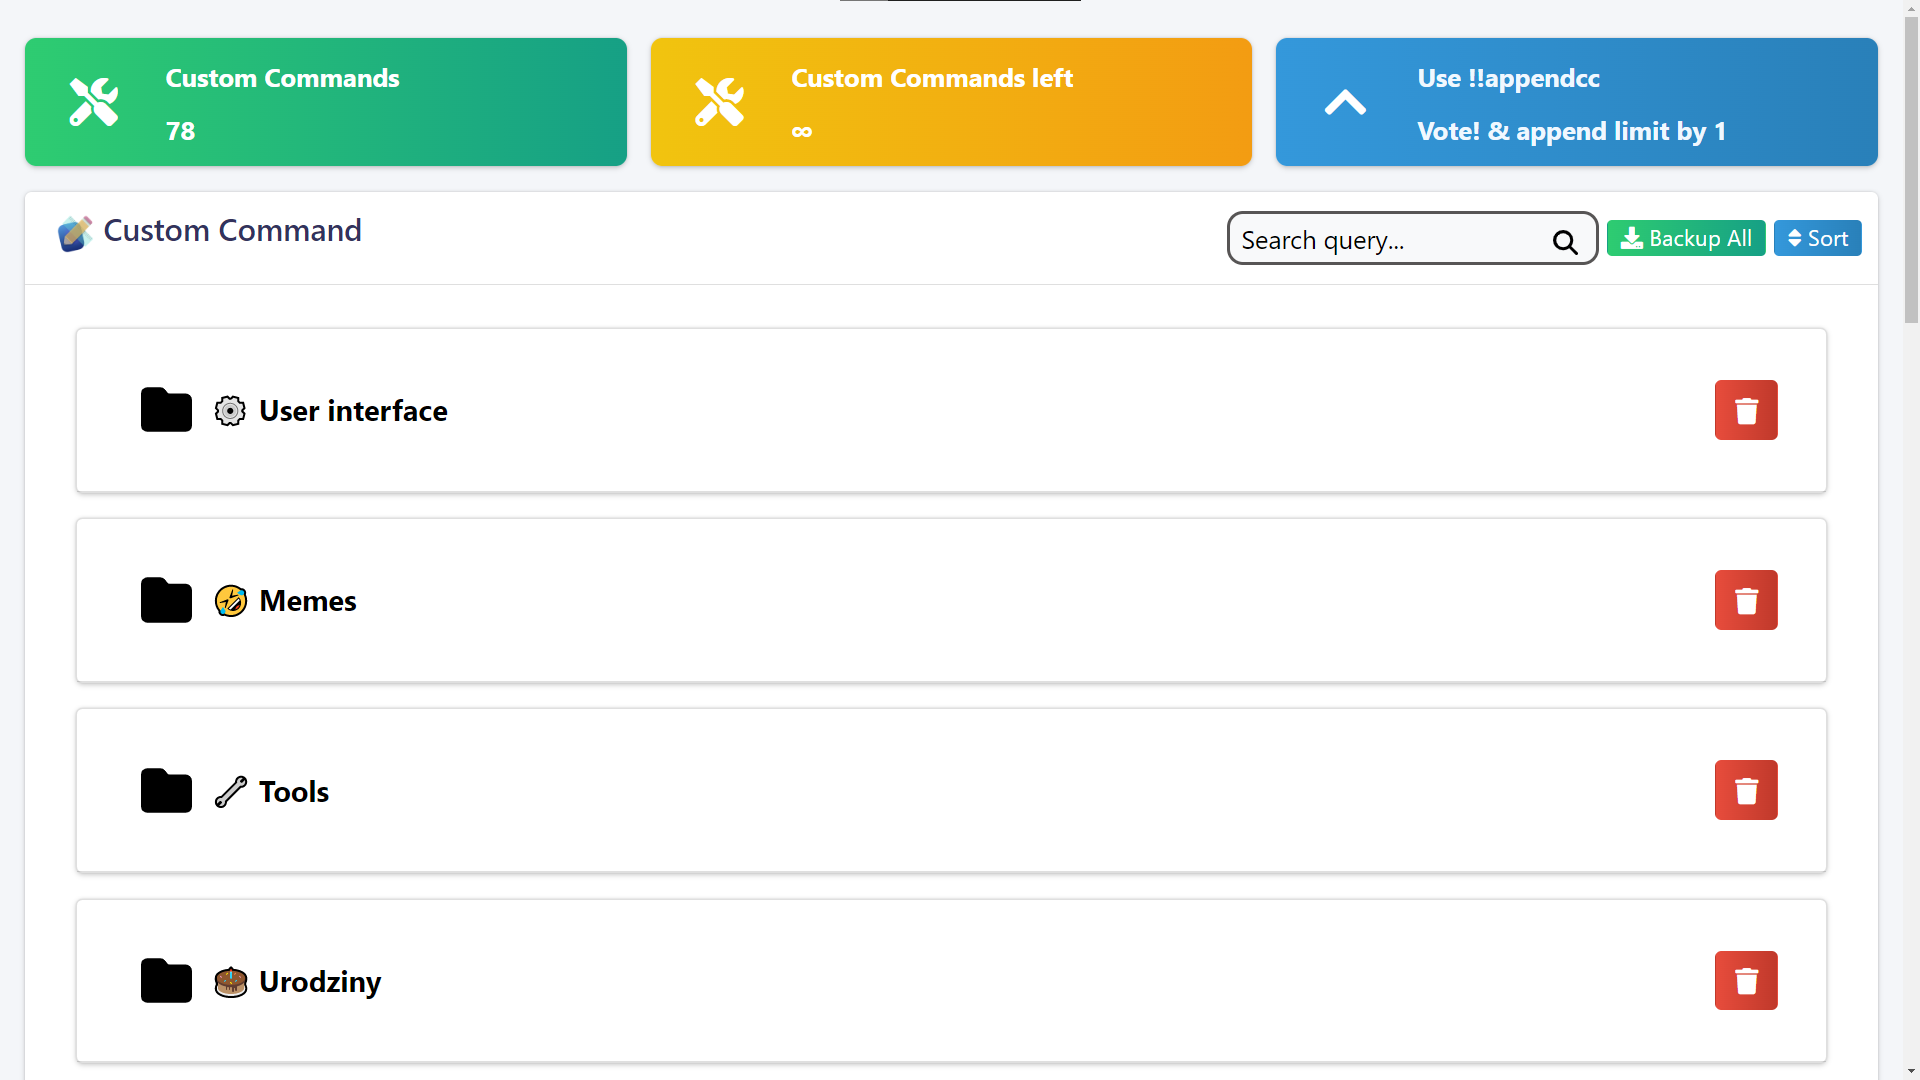 Custom Commands
78
Custom Commands left
∞
Use !!appendcc
Vote! & append limit by 1
Custom Command
Search query...
Backup All
Sort
User interface
Memes
Tools
Urodziny